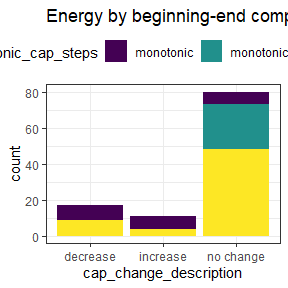 Energy by beginning-end comp
onic_cap_steps monotonic monotonic
80
60
40
20
0
count
decrease increase no change
cap_change_description